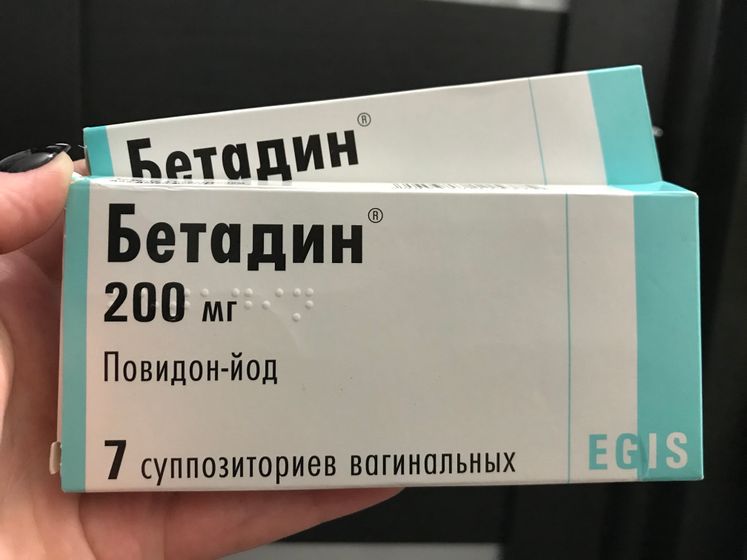 Бетадин®
Бетадин®
200 мг
Повидон-йод
7 суппозиториев вагинальных
EGIS